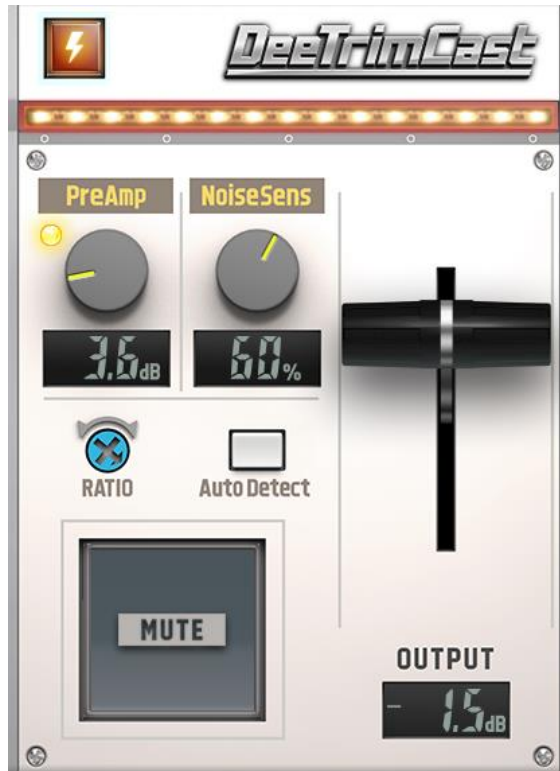 DeeTrimCast
PreAmp NoiseSens
3.6dB 60%
RATIO Auto Detect
MUTE
OUTPUT
- 1.5dB